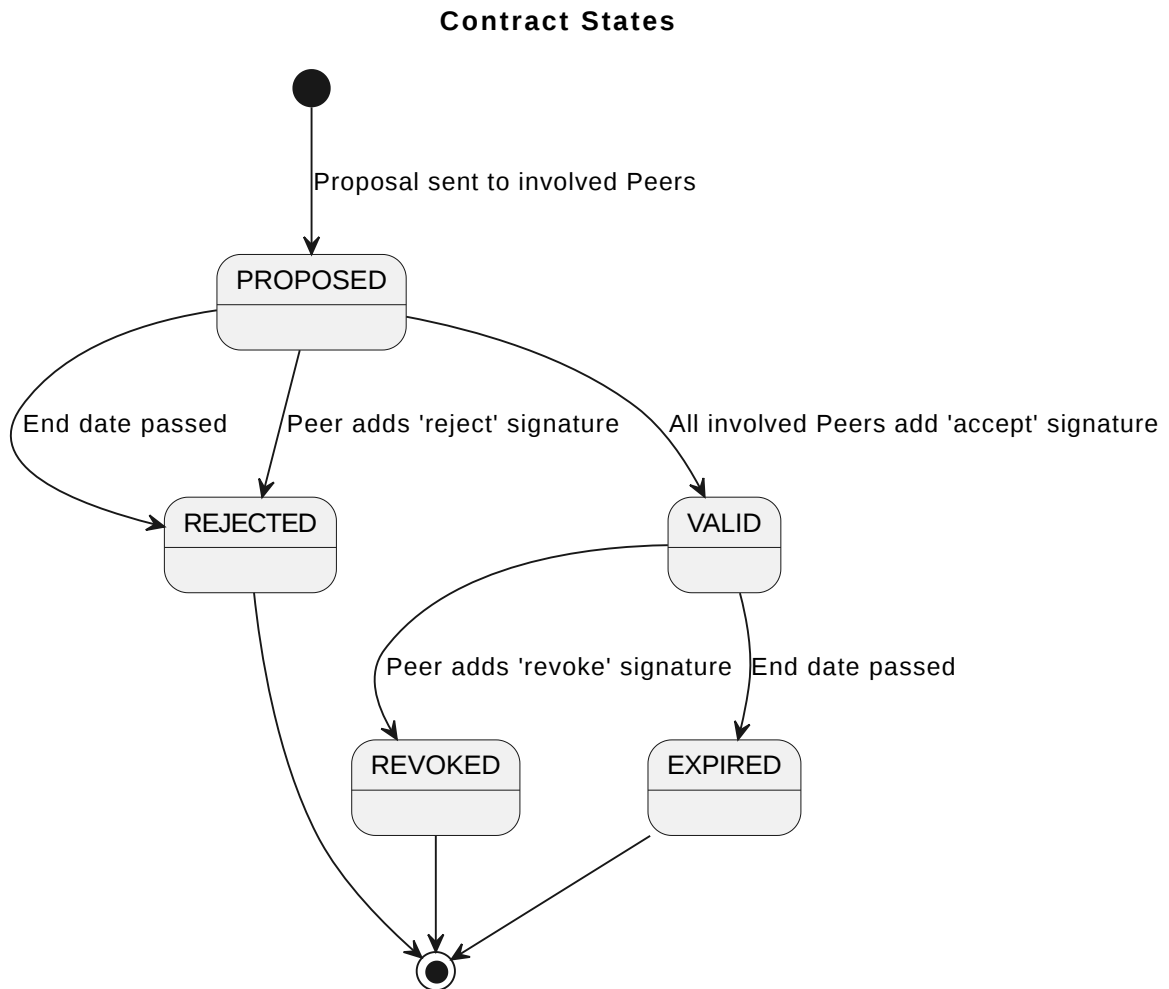 Contract States
Proposal sent to involved Peers
PROPOSED
End date passed
Peer adds 'reject' signature
All involved Peers add 'accept' signature
REJECTED
VALID
Peer adds 'revoke' signature
End date passed
REVOKED
EXPIRED